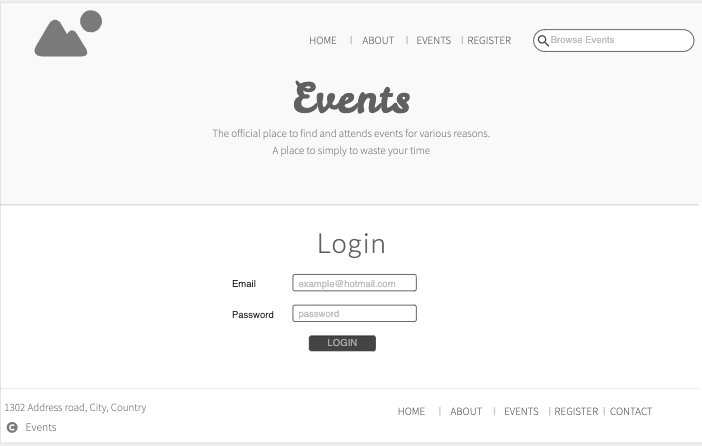 HOME | ABOUT | EVENTS | REGISTER
Browse Events
Events
The official place to find and attends events for various reasons.
A place to simply to waste your time
Login
Email
example@hotmail.com
Password
password
LOGIN
1302 Address road, City, Country
© Events
HOME | ABOUT | EVENTS | REGISTER | CONTACT